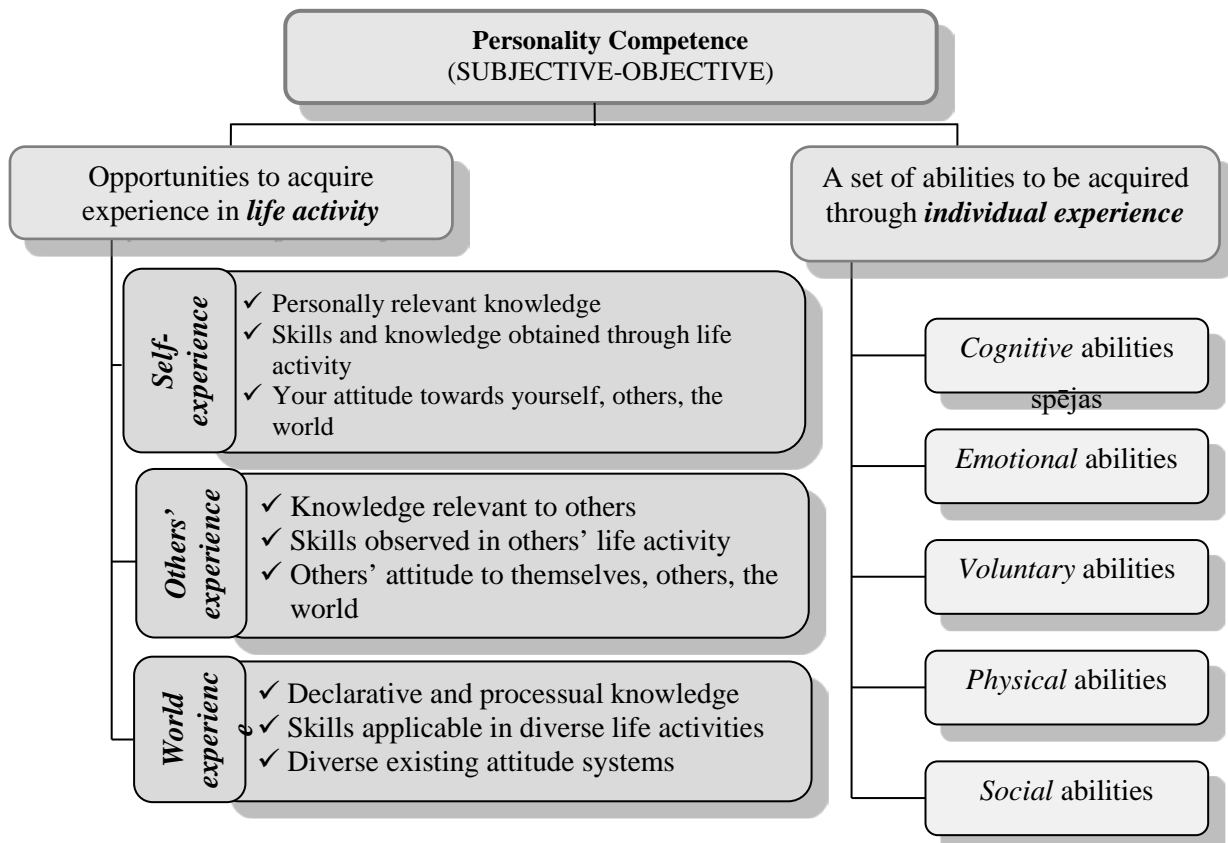 Personality Competence
(SUBJECTIVE-OBJECTIVE)
Opportunities to acquire
experience in life activity
Self-
experience
✓ Personally relevant knowledge
✓ Skills and knowledge obtained through life
activity
✓ Your attitude towards yourself, others, the
world
Others’
experience
✓ Knowledge relevant to others
✓ Skills observed in others’ life activity
✓ Others’ attitude to themselves, others, the
world
World
experienc
e
✓ Declarative and processual knowledge
✓ Skills applicable in diverse life activities
✓ Diverse existing attitude systems
A set of abilities to be acquired
through individual experience
Cognitive abilities
spējas
Emotional abilities
Voluntary abilities
Physical abilities
Social abilities